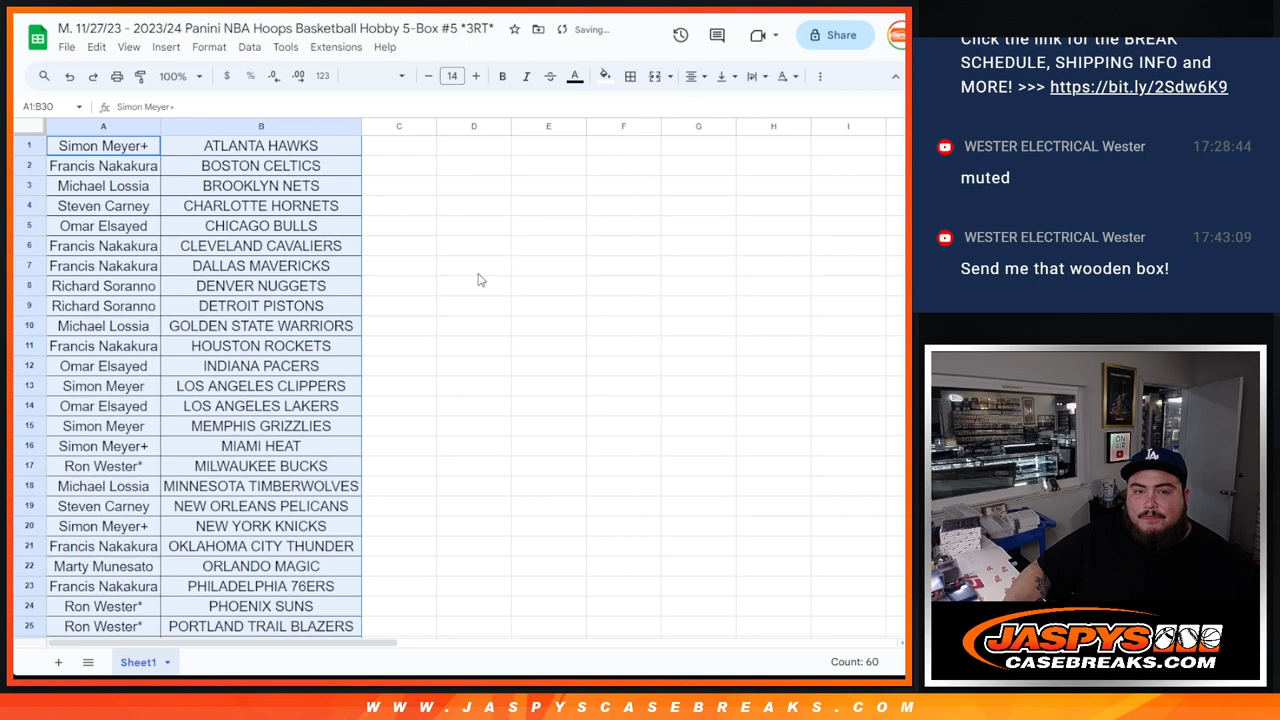 M. 11/27/23 - 2023/24 Panini NBA Hoops Basketball Hobby 5-Box #5 *3RT*
Saving...
Share
File Edit View Insert Format Data Tools Extensions Help
100% $ % .0 .00 123 14 B I A
A1:B30 fx Simon Meyer+
A B C D E F G H I
1 Simon Meyer+ ATLANTA HAWKS
2 Francis Nakakura BOSTON CELTICS
3 Michael Lossia BROOKLYN NETS
4 Steven Carney CHARLOTTE HORNETS
5 Omar Elsayed CHICAGO BULLS
6 Francis Nakakura CLEVELAND CAVALIERS
7 Francis Nakakura DALLAS MAVERICKS
8 Richard Soranno DENVER NUGGETS
9 Richard Soranno DETROIT PISTONS
10 Michael Lossia GOLDEN STATE WARRIORS
11 Francis Nakakura HOUSTON ROCKETS
12 Omar Elsayed INDIANA PACERS
13 Simon Meyer LOS ANGELES CLIPPERS
14 Omar Elsayed LOS ANGELES LAKERS
15 Simon Meyer MEMPHIS GRIZZLIES
16 Simon Meyer+ MIAMI HEAT
17 Ron Wester* MILWAUKEE BUCKS
18 Michael Lossia MINNESOTA TIMBERWOLVES
19 Steven Carney NEW ORLEANS PELICANS
20 Simon Meyer+ NEW YORK KNICKS
21 Francis Nakakura OKLAHOMA CITY THUNDER
22 Marty Munesato ORLANDO MAGIC
23 Francis Nakakura PHILADELPHIA 76ERS
24 Ron Wester* PHOENIX SUNS
25 Ron Wester* PORTLAND TRAIL BLAZERS
Sheet1
Count: 60
Click the link for the BREAK
SCHEDULE, SHIPPING INFO and
MORE! >>> https://bit.ly/2Sdw6K9
WESTER ELECTRICAL Wester 17:28:44
muted
WESTER ELECTRICAL Wester 17:43:09
Send me that wooden box!
ON
AIR
LA
JASPYS
CASEBREAKS.COM
WWW.JASPYSCASEBREAKS.COM